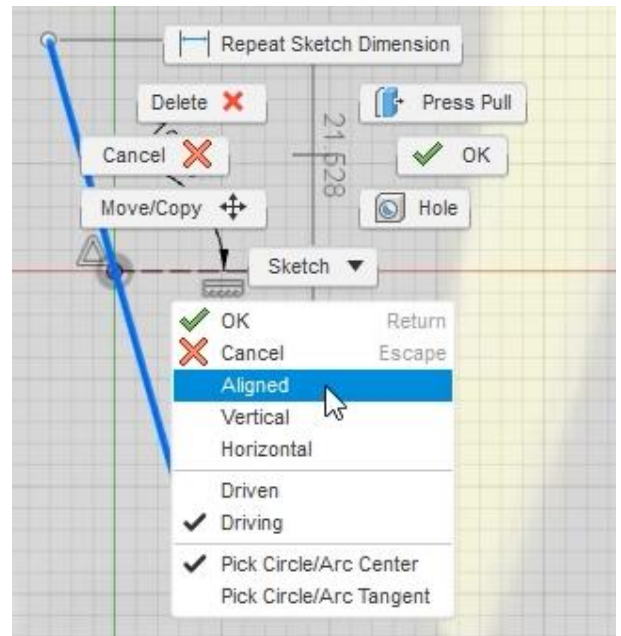 Repeat Sketch Dimension
Delete
Press Pull
21.528
Cancel
OK
Move/Copy
Hole
Sketch
OK Return
Cancel Escape
Aligned
Vertical
Horizontal
Driven
Driving
Pick Circle/Arc Center
Pick Circle/Arc Tangent